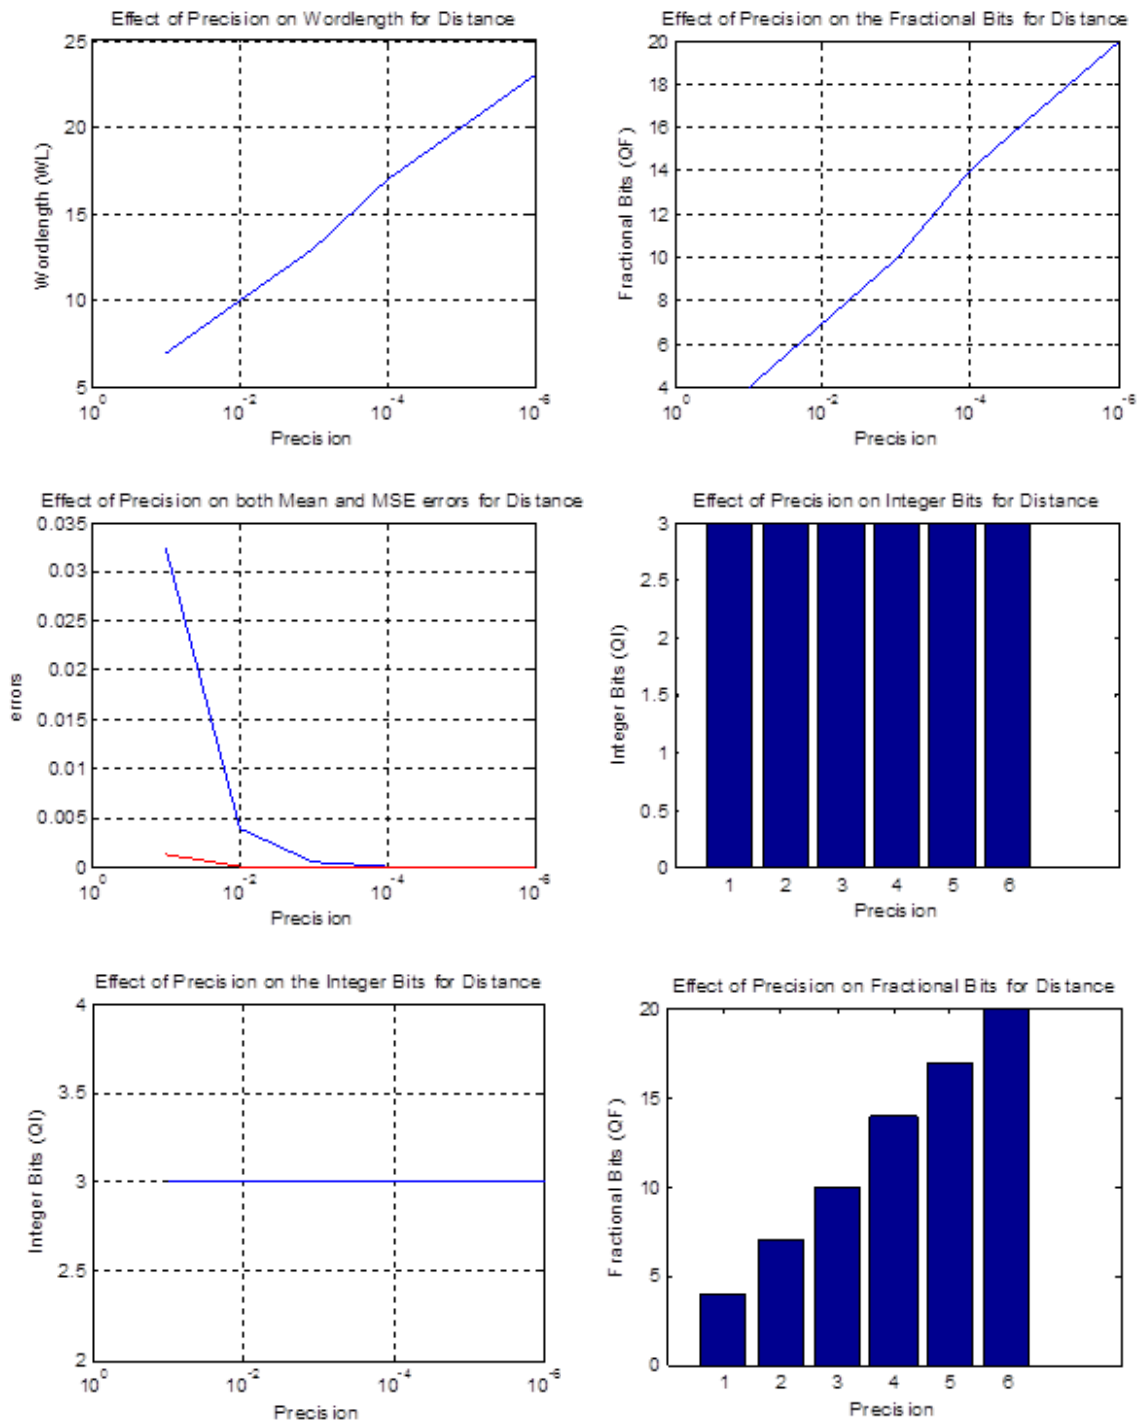 Effect of Precision on Wordlength for Distance
25
20
15
10
5
Wordlength (WL)
10^0 10^-2 10^-4 10^-6
Precision
Effect of Precision on the Fractional Bits for Distance
20
18
16
14
12
10
8
6
4
Fractional Bits (QF)
10^0 10^-2 10^-4 10^-6
Precision
Effect of Precision on both Mean and MSE errors for Distance
0.035
0.03
0.025
0.02
0.015
0.01
0.005
0
errors
10^0 10^-2 10^-4 10^-6
Precision
Effect of Precision on Integer Bits for Distance
3
2.5
2
1.5
1
0.5
0
Integer Bits (QI)
1 2 3 4 5 6
Precision
Effect of Precision on the Integer Bits for Distance
4
3.5
3
2.5
2
Integer Bits (QI)
10^0 10^-2 10^-4 10^-6
Precision
Effect of Precision on Fractional Bits for Distance
20
15
10
5
0
Fractional Bits (QF)
1 2 3 4 5 6
Precision